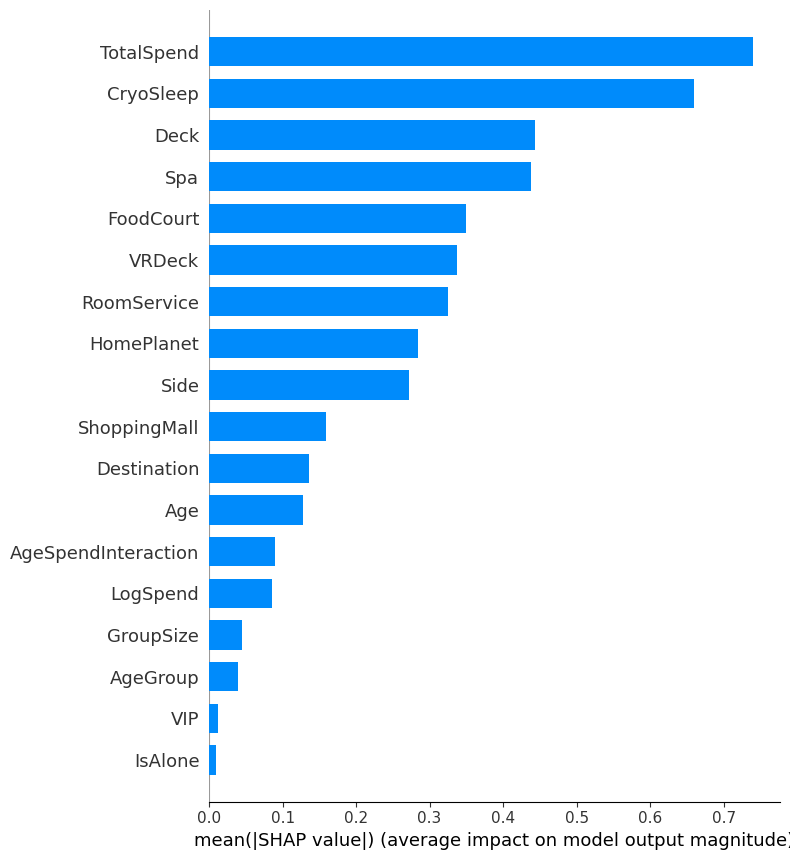 TotalSpend
CryoSleep
Deck
Spa
FoodCourt
VRDeck
RoomService
HomePlanet
Side
ShoppingMall
Destination
Age
AgeSpendInteraction
LogSpend
GroupSize
AgeGroup
VIP
IsAlone
0.0 0.1 0.2 0.3 0.4 0.5 0.6 0.7
mean(|SHAP value|) (average impact on model output magnitude)